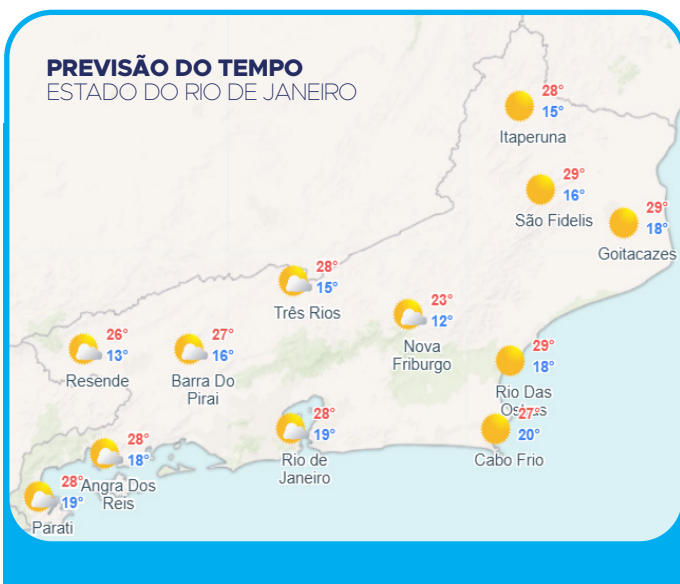 PREVISÃO DO TEMPO
ESTADO DO RIO DE JANEIRO
28°
15°
Itaperuna
29°
16°
São Fidelis
29°
18°
Goitacazes
28°
15°
Três Rios
23°
12°
Nova
Friburgo
26°
13°
Resende
27°
16°
Barra Do
Pirai
29°
18°
Rio Das
Ostras
27°
20°
Cabo Frio
28°
19°
Rio de
Janeiro
28°
18°
Angra Dos
Reis
28°
19°
Parati